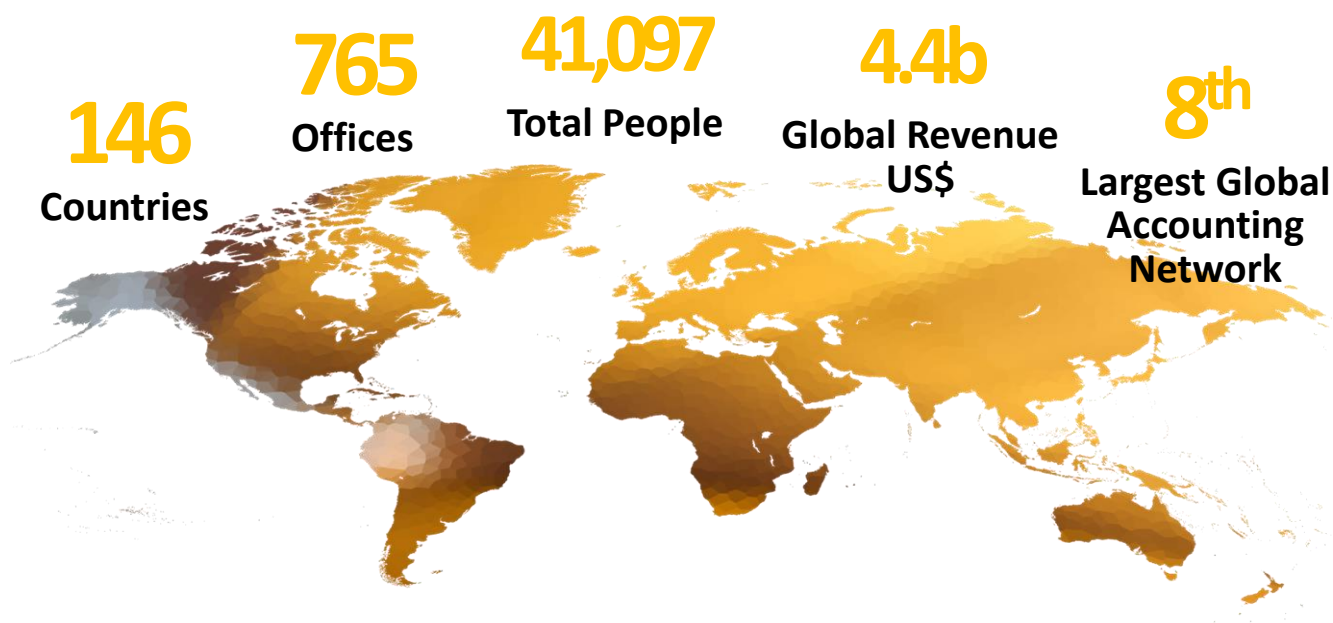 146
Countries
765
Offices
41,097
Total People
4.4b
Global Revenue
US$
8th
Largest Global
Accounting
Network